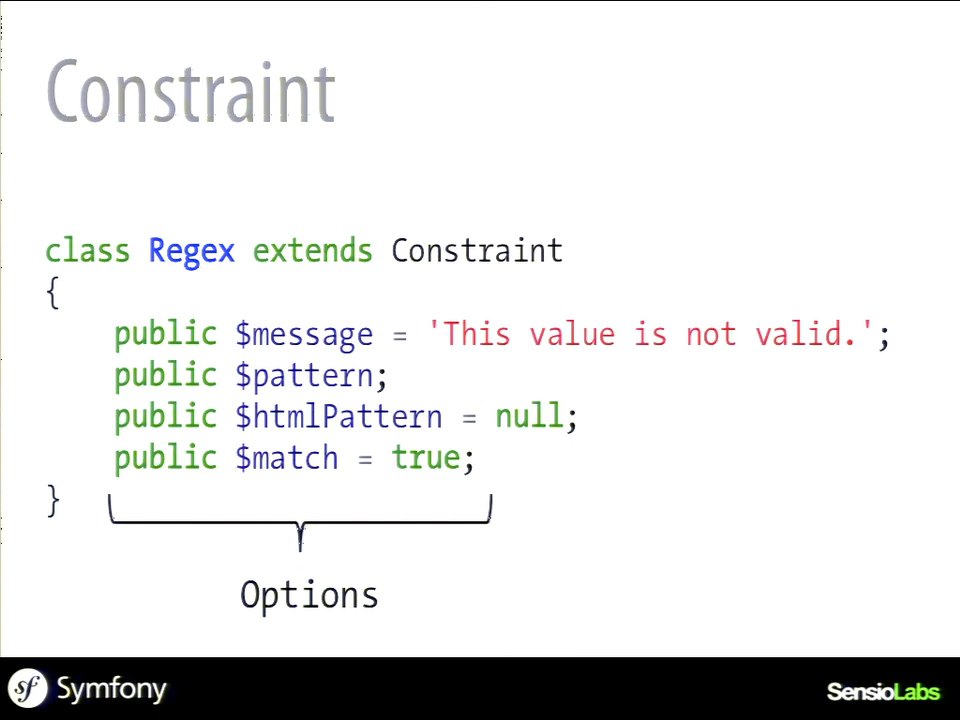 Constraint
class Regex extends Constraint
{
public $message = 'This value is not valid.';
public $pattern;
public $htmlPattern = null;
public $match = true;
}
Options
sf Symfony
SensioLabs